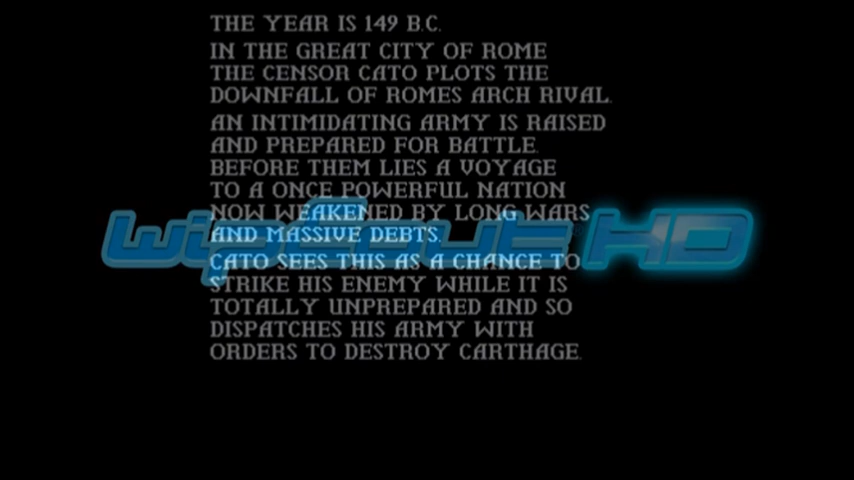 THE YEAR IS 149 B.C.
IN THE GREAT CITY OF ROME
THE CENSOR CATO PLOTS THE
DOWNFALL OF ROMES ARCH RIVAL.
AN INTIMIDATING ARMY IS RAISED
AND PREPARED FOR BATTLE.
BEFORE THEM LIES A VOYAGE
TO A ONCE POWERFUL NATION
NOW WEAKENED BY LONG WARS
AND MASSIVE DEBTS.
wipEout HD
CATO SEES THIS AS A CHANCE TO
STRIKE HIS ENEMY WHILE IT IS
TOTALLY UNPREPARED AND SO
DISPATCHES HIS ARMY WITH
ORDERS TO DESTROY CARTHAGE.